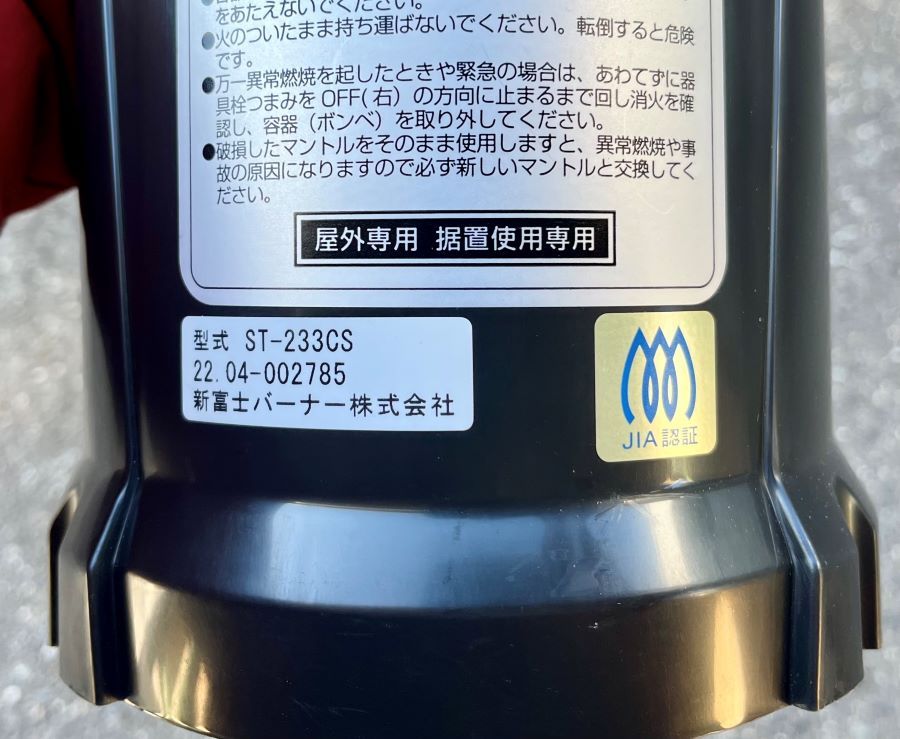 をあたえないでください。
●火のついたまま持ち運ばないでください。転倒すると危険
です。
●万一異常燃焼を起したときや緊急の場合は、あわてずに器
具栓つまみをOFF(右)の方向に止まるまで回し消火を確
認し、容器(ボンベ)を取り外してください。
●破損したマントルをそのまま使用しますと、異常燃焼や事
故の原因になりますので必ず新しいマントルと交換してく
ださい。
屋外専用 据置使用専用
型式 ST-233CS
22.04-002785
新富士バーナー株式会社
JIA認証